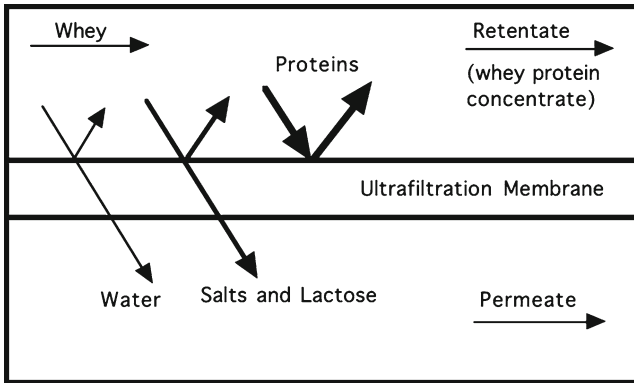 Whey
Retentate
(whey protein
concentrate)
Proteins
Ultrafiltration Membrane
Water
Salts and Lactose
Permeate